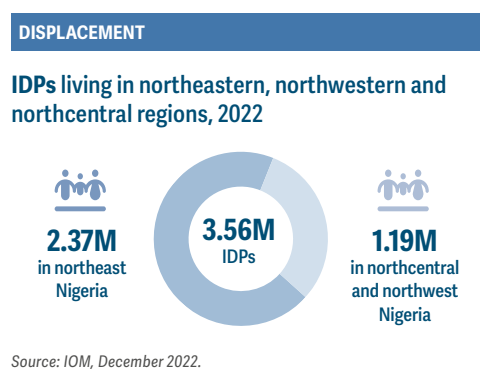 DISPLACEMENT
IDPs living in northeastern, northwestern and
northcentral regions, 2022
2.37M
in northeast
Nigeria
3.56M
IDPs
1.19M
in northcentral
and northwest
Nigeria
Source: IOM, December 2022.